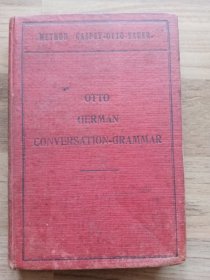 METHOD GASPEY-OTTO-SAUER.
OTTO
GERMAN
CONVERSATION-GRAMMAR